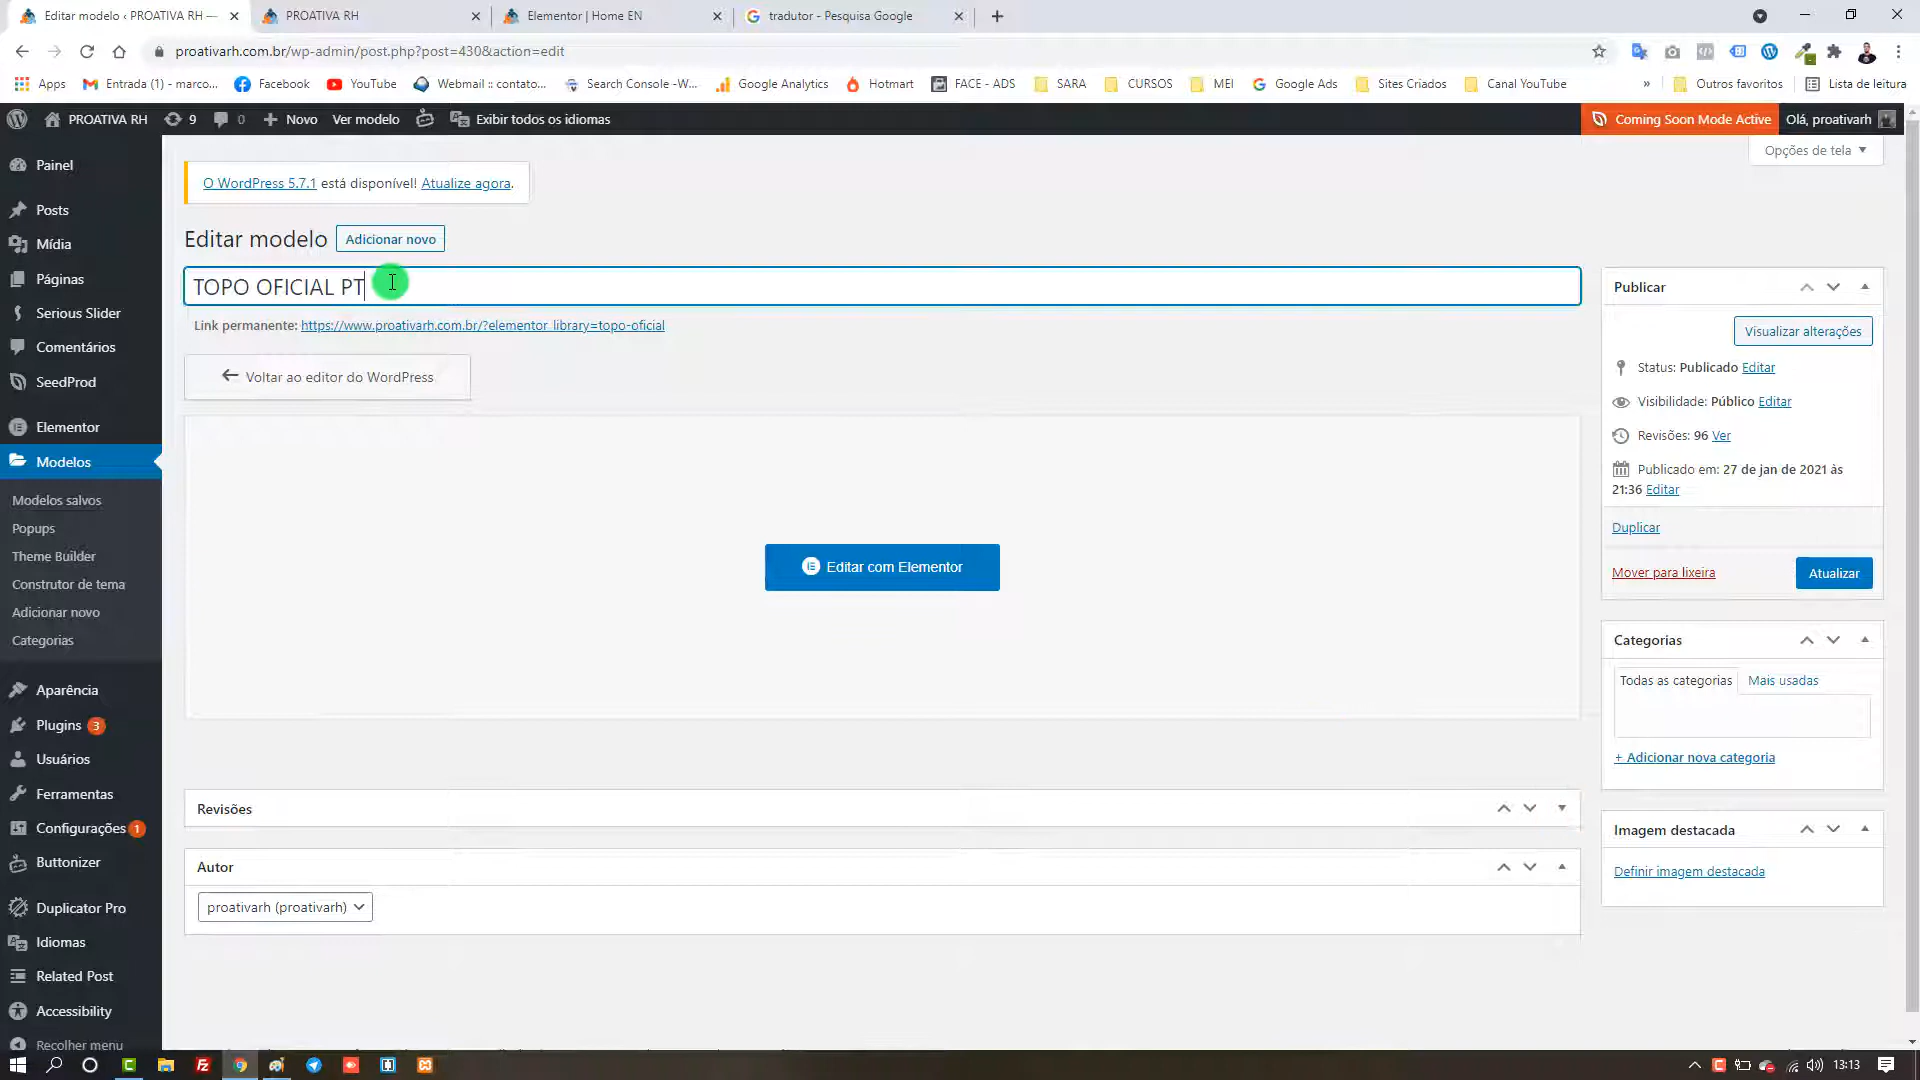 Editar modelo ‹ PROATIVA RH —
PROATIVA RH
Elementor | Home EN
tradutor - Pesquisa Google
proativarh.com.br/wp-admin/post.php?post=430&action=edit
Apps
Entrada (1) - marco...
Facebook
YouTube
Webmail :: contato...
Search Console -W...
Google Analytics
Hotmart
FACE - ADS
SARA
CURSOS
MEI
Google Ads
Sites Criados
Canal YouTube
»
Outros favoritos
Lista de leitura
PROATIVA RH
9
0
Novo
Ver modelo
Exibir todos os idiomas
Coming Soon Mode Active
Olá, proativarh
Opções de tela
O WordPress 5.7.1 está disponível! Atualize agora.
Editar modelo
Adicionar novo
TOPO OFICIAL PT
Link permanente: https://www.proativarh.com.br/?elementor_library=topo-oficial
Voltar ao editor do WordPress
Editar com Elementor
Revisões
Autor
proativarh (proativarh)
Painel
Posts
Mídia
Páginas
Serious Slider
Comentários
SeedProd
Elementor
Modelos
Modelos salvos
Popups
Theme Builder
Construtor de tema
Adicionar novo
Categorias
Aparência
Plugins 3
Usuários
Ferramentas
Configurações 1
Buttonizer
Duplicator Pro
Idiomas
Related Post
Accessibility
Recolher menu
Publicar
Visualizar alterações
Status: Publicado Editar
Visibilidade: Público Editar
Revisões: 96 Ver
Publicado em: 27 de jan de 2021 às
21:36 Editar
Duplicar
Mover para lixeira
Atualizar
Categorias
Todas as categorias
Mais usadas
+ Adicionar nova categoria
Imagem destacada
Definir imagem destacada
13:13